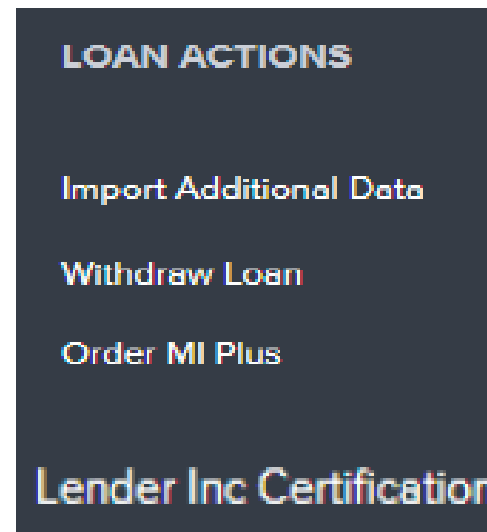 LOAN ACTIONS
Import Additional Data
Withdraw Loan
Order MI Plus
Lender Inc Certification